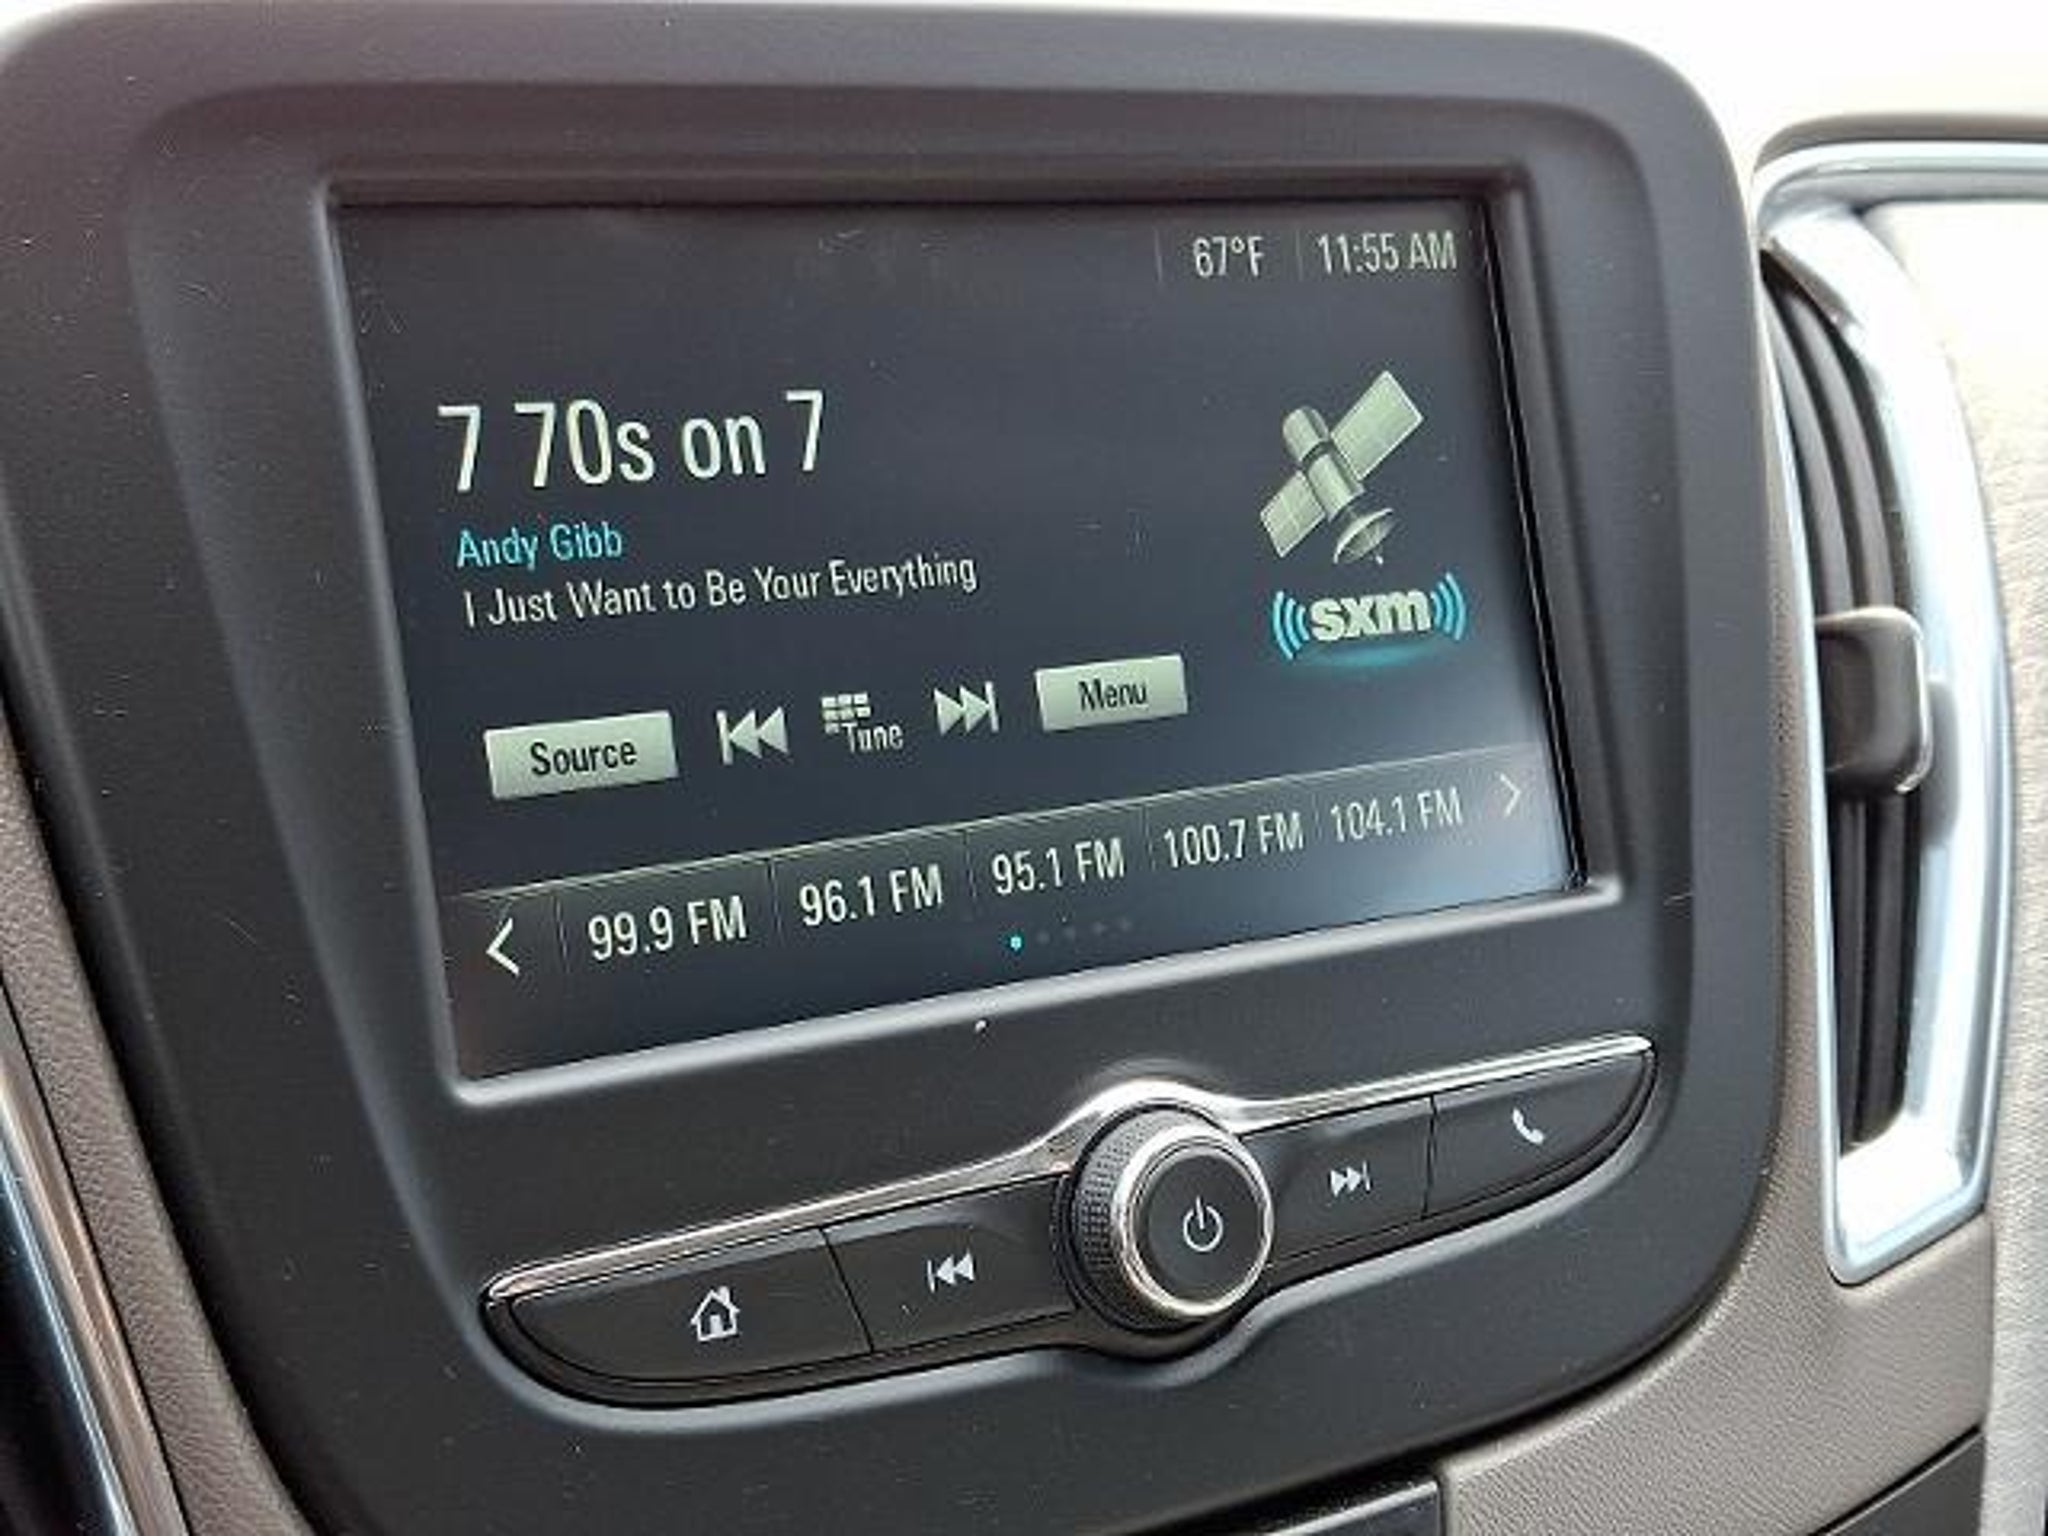 67°F 11:55 AM
7 70s on 7
Andy Gibb
I Just Want to Be Your Everything
sxm
Source Tune Menu
99.9 FM 96.1 FM 95.1 FM 100.7 FM 104.1 FM